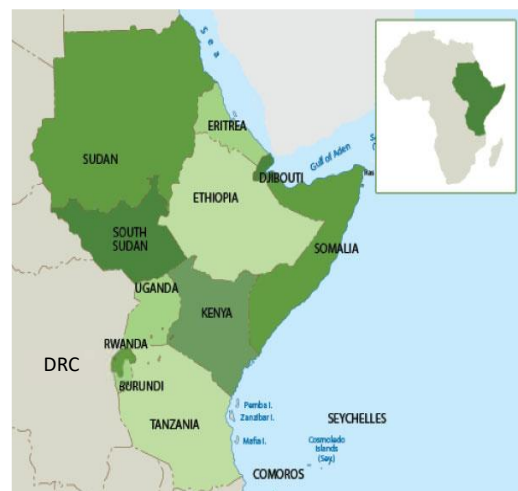 Sea
ERITREA
SUDAN
Gulf of Aden
DJIBOUTI
Ras
ETHIOPIA
SOUTH
SUDAN
SOMALIA
UGANDA
KENYA
RWANDA
DRC
BURUNDI
Pemba I.
Zanzibar I.
TANZANIA
SEYCHELLES
Mafia I.
Cosmoledo
Islands
(Sey.)
COMOROS